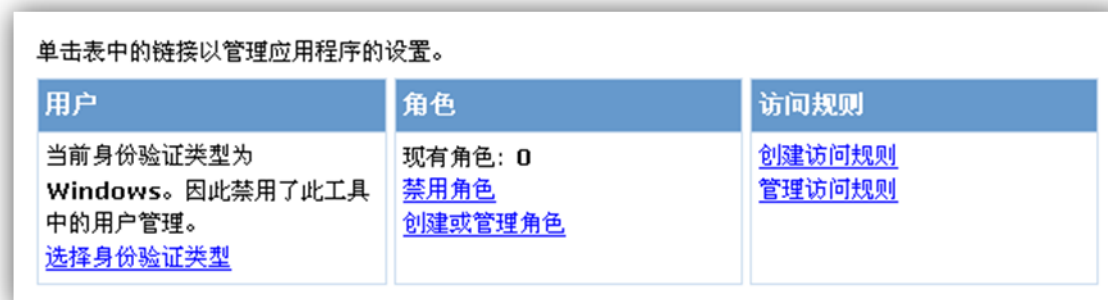 单击表中的链接以管理应用程序的设置。
用户
当前身份验证类型为
Windows。因此禁用了此工具
中的用户管理。
选择身份验证类型
角色
现有角色: 0
禁用角色
创建或管理角色
访问规则
创建访问规则
管理访问规则